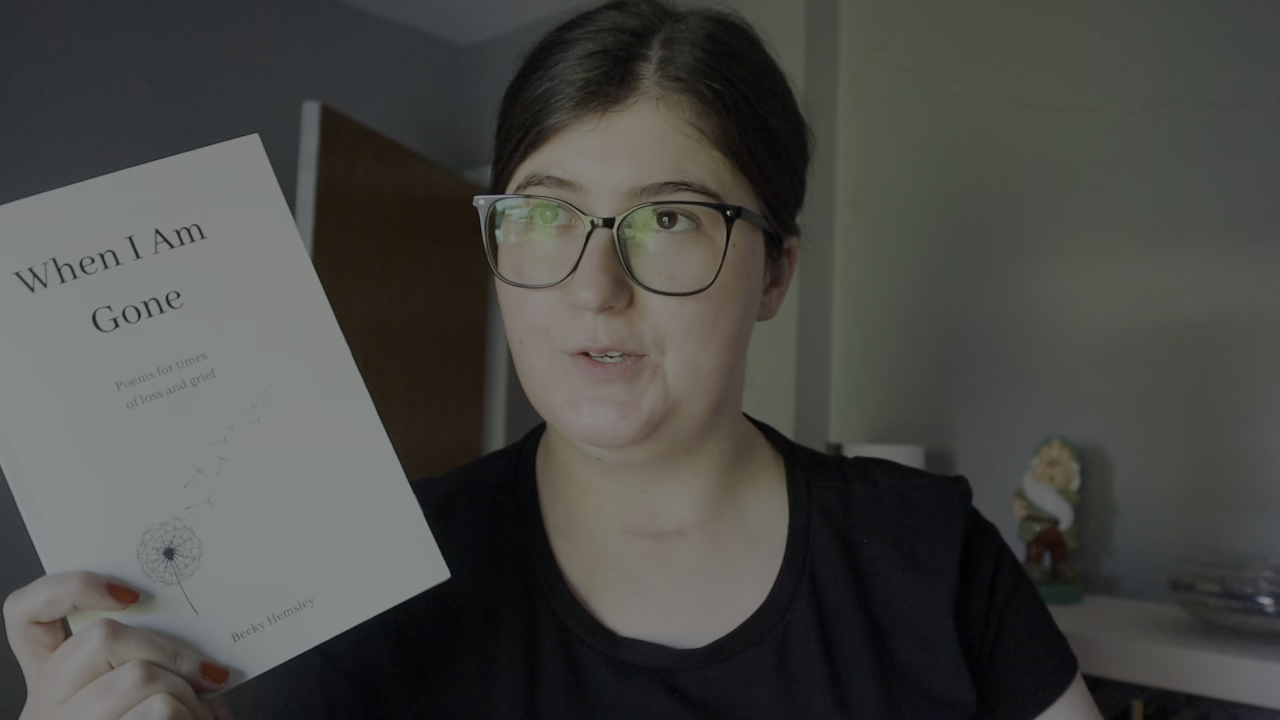 When I Am
Gone
Poems for times
of loss and grief
Becky Hemsley